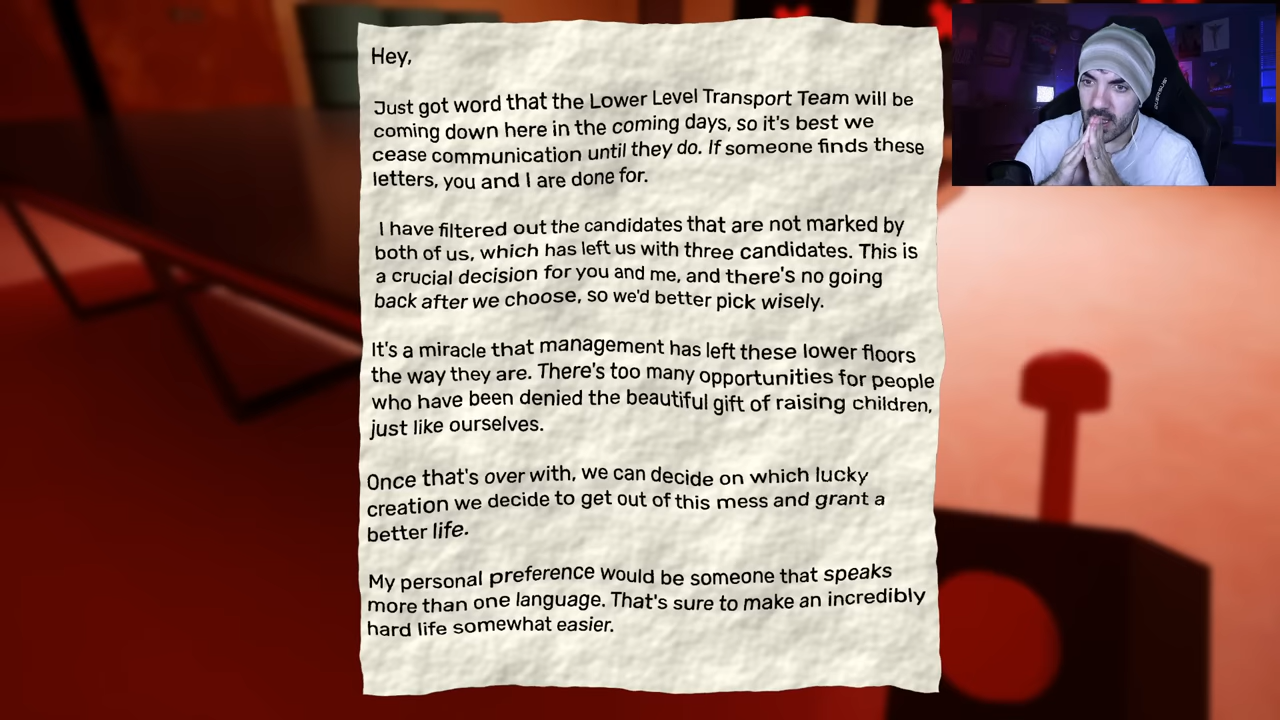 Hey,
Just got word that the Lower Level Transport Team will be
coming down here in the coming days, so it's best we
cease communication until they do. If someone finds these
letters, you and I are done for.
I have filtered out the candidates that are not marked by
both of us, which has left us with three candidates. This is
a crucial decision for you and me, and there's no going
back after we choose, so we'd better pick wisely.
It's a miracle that management has left these lower floors
the way they are. There's too many opportunities for people
who have been denied the beautiful gift of raising children,
just like ourselves.
Once that's over with, we can decide on which lucky
creation we decide to get out of this mess and grant a
better life.
My personal preference would be someone that speaks
more than one language. That's sure to make an incredibly
hard life somewhat easier.